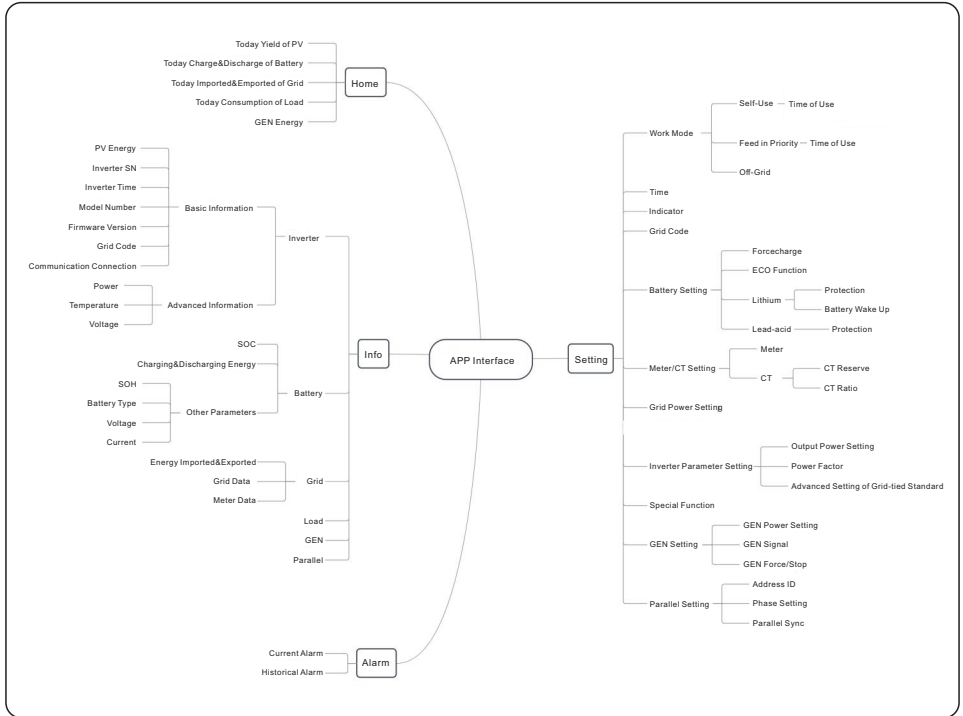 Today Yield of PV
Today Charge&Discharge of Battery
Today Imported&Exported of Grid
Today Consumption of Load
GEN Energy
Home
PV Energy
Inverter SN
Inverter Time
Model Number
Firmware Version
Grid Code
Communication Connection
Basic Information
Power
Temperature
Voltage
Advanced Information
Inverter
SOC
Charging&Discharging Energy
SOH
Battery Type
Voltage
Current
Other Parameters
Battery
Energy Imported&Exported
Grid Data
Meter Data
Grid
Load
GEN
Parallel
Info
Current Alarm
Historical Alarm
Alarm
APP Interface
Setting
Work Mode
Self-Use
Time of Use
Feed in Priority
Time of Use
Off-Grid
Time
Indicator
Grid Code
Battery Setting
Forcecharge
ECO Function
Lithium
Protection
Battery Wake Up
Lead-acid
Protection
Meter/CT Setting
Meter
CT
CT Reserve
CT Ratio
Grid Power Setting
Inverter Parameter Setting
Output Power Setting
Power Factor
Advanced Setting of Grid-tied Standard
Special Function
GEN Setting
GEN Power Setting
GEN Signal
GEN Force/Stop
Parallel Setting
Address ID
Phase Setting
Parallel Sync